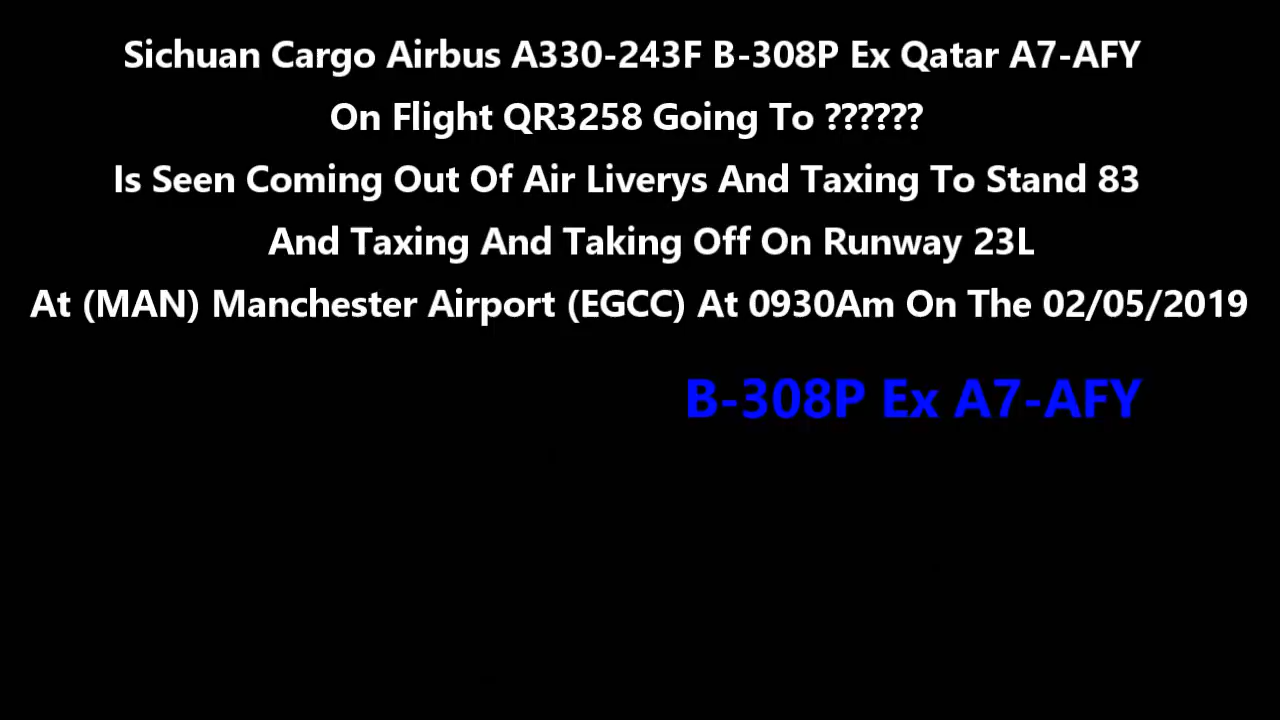 Sichuan Cargo Airbus A330-243F B-308P Ex Qatar A7-AFY
On Flight QR3258 Going To ??????
Is Seen Coming Out Of Air Liverys And Taxing To Stand 83
And Taxing And Taking Off On Runway 23L
At (MAN) Manchester Airport (EGCC) At 0930Am On The 02/05/2019
B-308P Ex A7-AFY